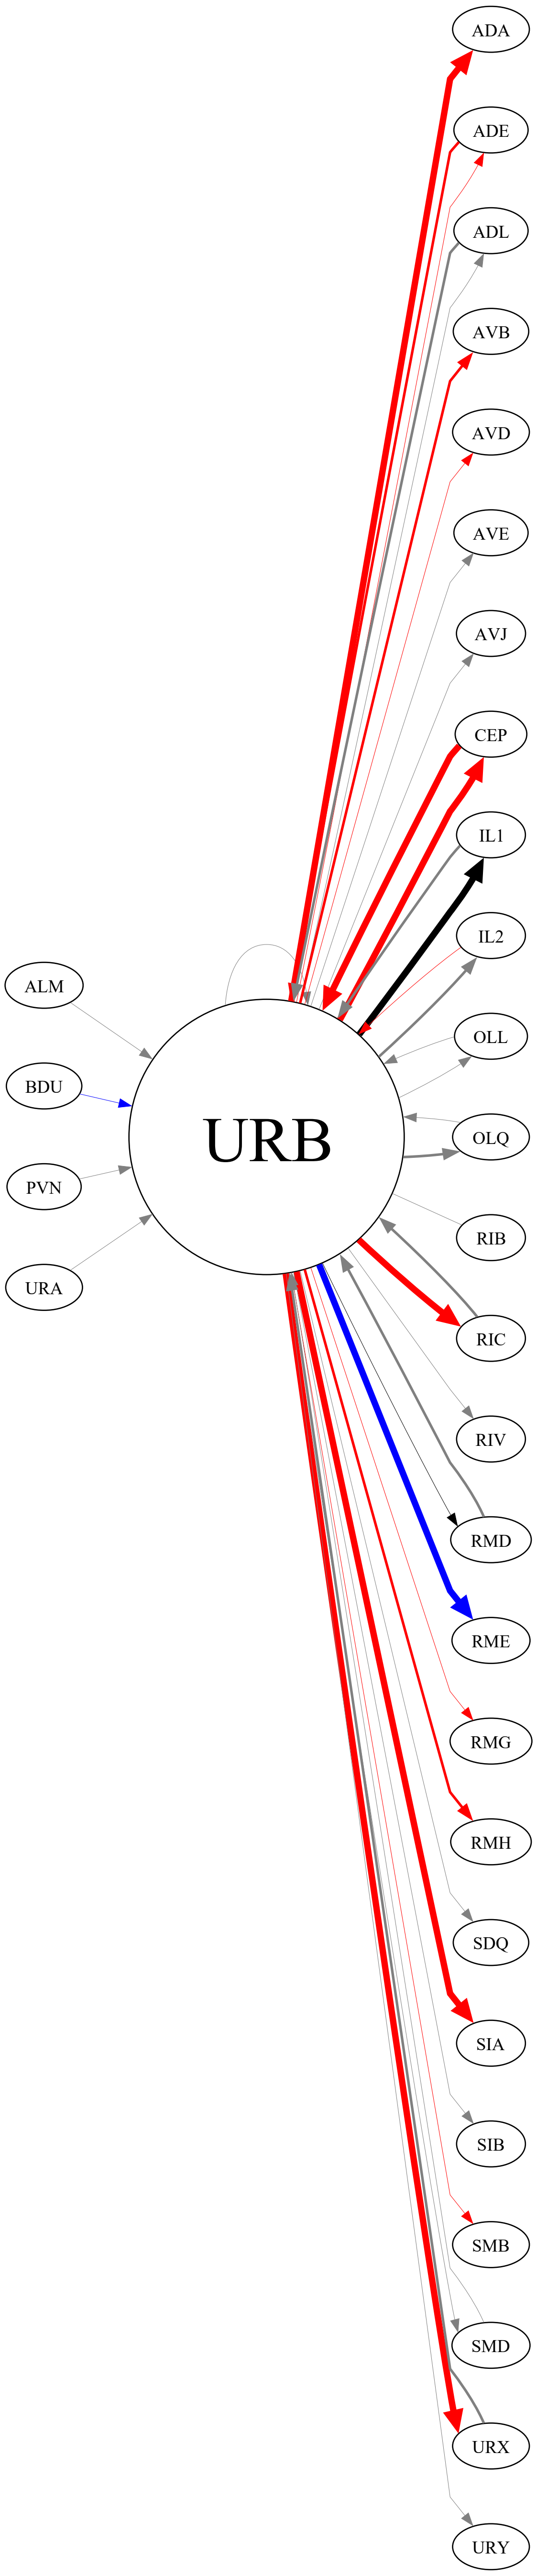 ADA
ADE
ADL
AVB
AVD
AVE
AVJ
CEP
IL1
IL2
ALM
OLL
BDU
URB
OLQ
PVN
RIB
URA
RIC
RIV
RMD
RME
RMG
RMH
SDQ
SIA
SIB
SMB
SMD
URX
URY